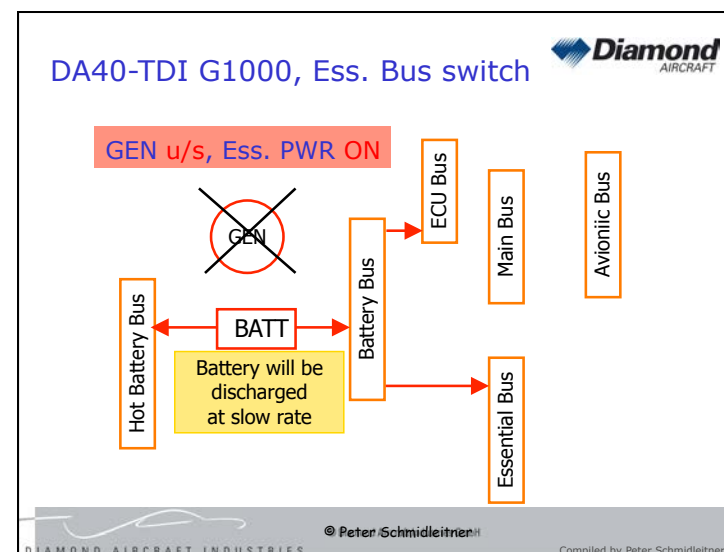 Diamond
AIRCRAFT
DA40-TDI G1000, Ess. Bus switch
GEN u/s, Ess. PWR ON
GEN
ECU Bus
Main Bus
Avioniic Bus
Battery Bus
Hot Battery Bus
BATT
Battery will be
discharged
at slow rate
Essential Bus
© Peter Schmidleitner
DIAMOND AIRCRAFT INDUSTRIES
Compiled by Peter Schmidleitner